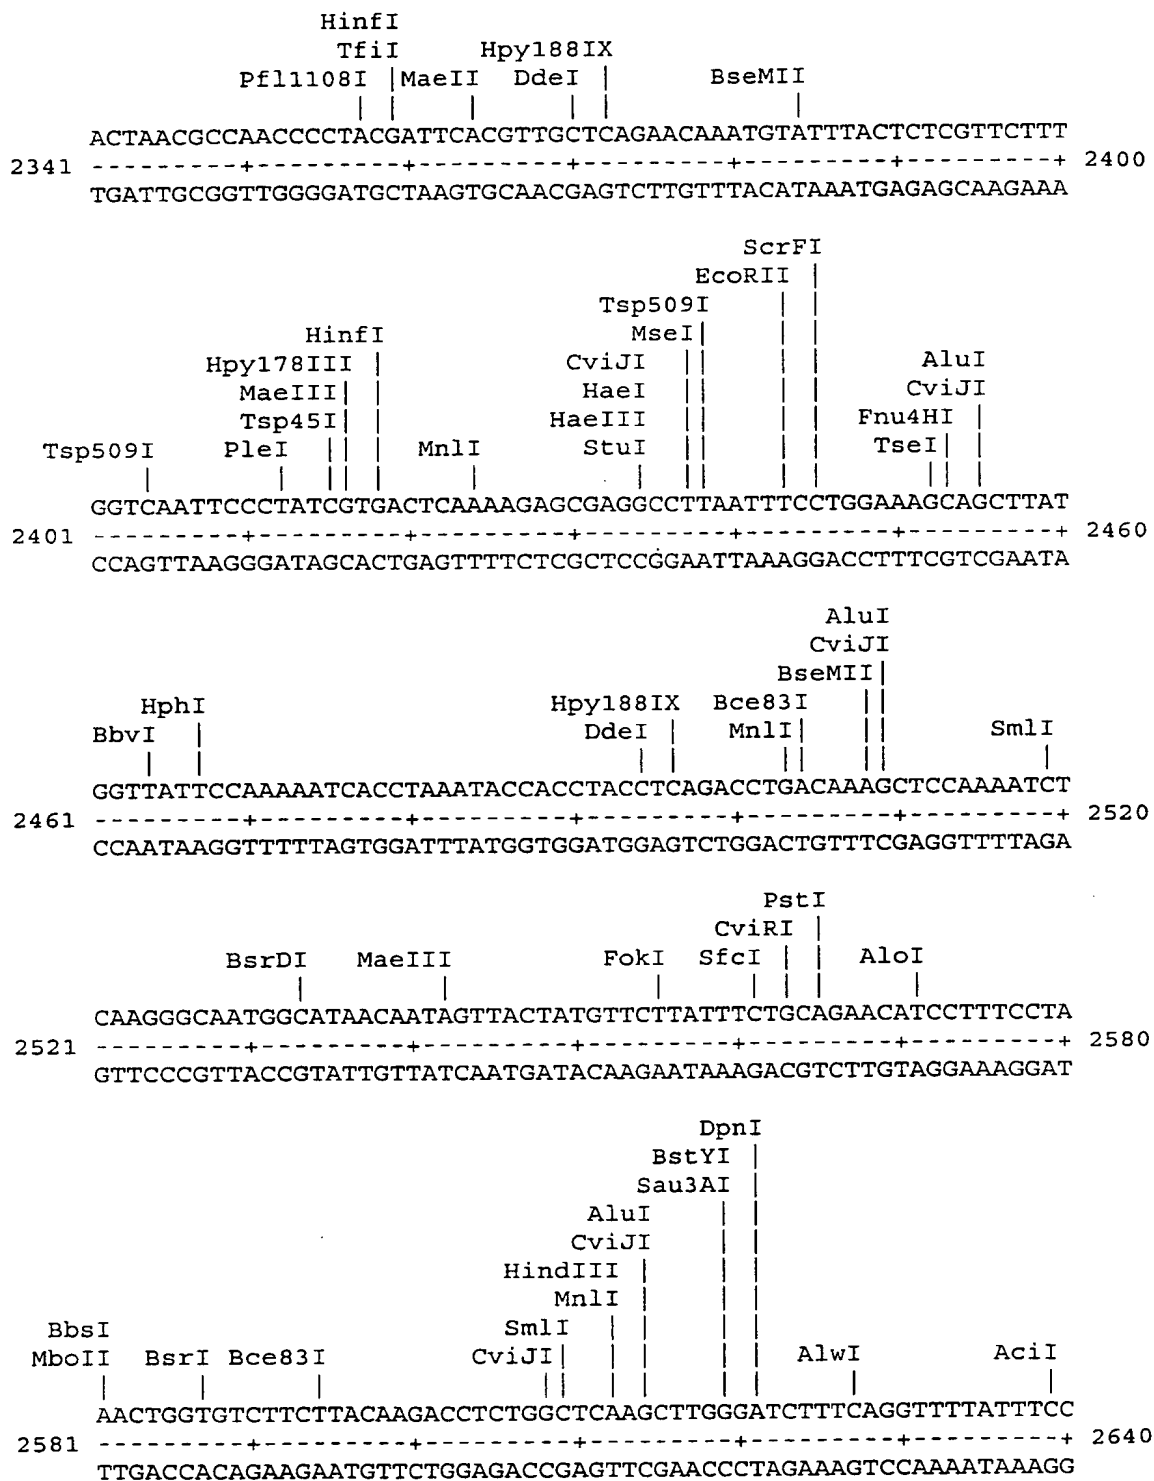 HinfI
TfiI Hpy188IX
Pfl1108I MaeII DdeI BseMII
ACTAACGCCAACCCCTACGATTCACGTTGCTCAGAACAAATGTATTTACTCTCGTTCTTT
2341 ---------+---------+---------+---------+---------+---------+ 2400
TGATTGCGGTTGGGGATGCTAAGTGCAACGAGTCTTGTTTACATAAATGAGAGCAAGAAA
ScrFI
EcoRII
Tsp509I
HinfI MseI
Hpy178III CviJI AluI
MaeIII HaeI CviJI
Tsp45I HaeIII Fnu4HI
Tsp509I PleI MnlI StuI TseI
GGTCAATTCCCTATCGTGACTCAAAAGAGCGAGGCCTTAATTTCCTGGAAAGCAGCTTAT
2401 ---------+---------+---------+---------+---------+---------+ 2460
CCAGTTAAGGGATAGCACTGAGTTTTCTCGCTCCGGAATTAAAGGACCTTTCGTCGAATA
AluI
CviJI
BseMII
HphI Hpy188IX Bce83I
BbvI DdeI MnlI SmlI
GGTTATTCCAAAAATCACCTAAATACCACCTACCTCAGACCTGACAAAGCTCCAAAATCT
2461 ---------+---------+---------+---------+---------+---------+ 2520
CCAATAAGGTTTTTAGTGGATTTATGGTGGATGGAGTCTGGACTGTTTCGAGGTTTTAGA
PstI
CviRI
BsrDI MaeIII FokI SfcI AloI
CAAGGGCAATGGCATAACAATAGTTACTATGTTCTTATTTCTGCAGAACATCCTTTCCTA
2521 ---------+---------+---------+---------+---------+---------+ 2580
GTTCCCGTTACCGTATTGTTATCAATGATACAAGAATAAAGACGTCTTGTAGGAAAGGAT
DpnI
BstYI
Sau3AI
AluI
CviJI
HindIII
MnlI
BbsI SmlI
MboII BsrI Bce83I CviJI AlwI AciI
AACTGGTGTCTTCTTACAAGACCTCTGGCTCAAGCTTGGGATCTTTCAGGTTTTATTTCC
2581 ---------+---------+---------+---------+---------+---------+ 2640
TTGACCACAGAAGAATGTTCTGGAGACCGAGTTCGAACCCTAGAAAGTCCAAAATAAAGG